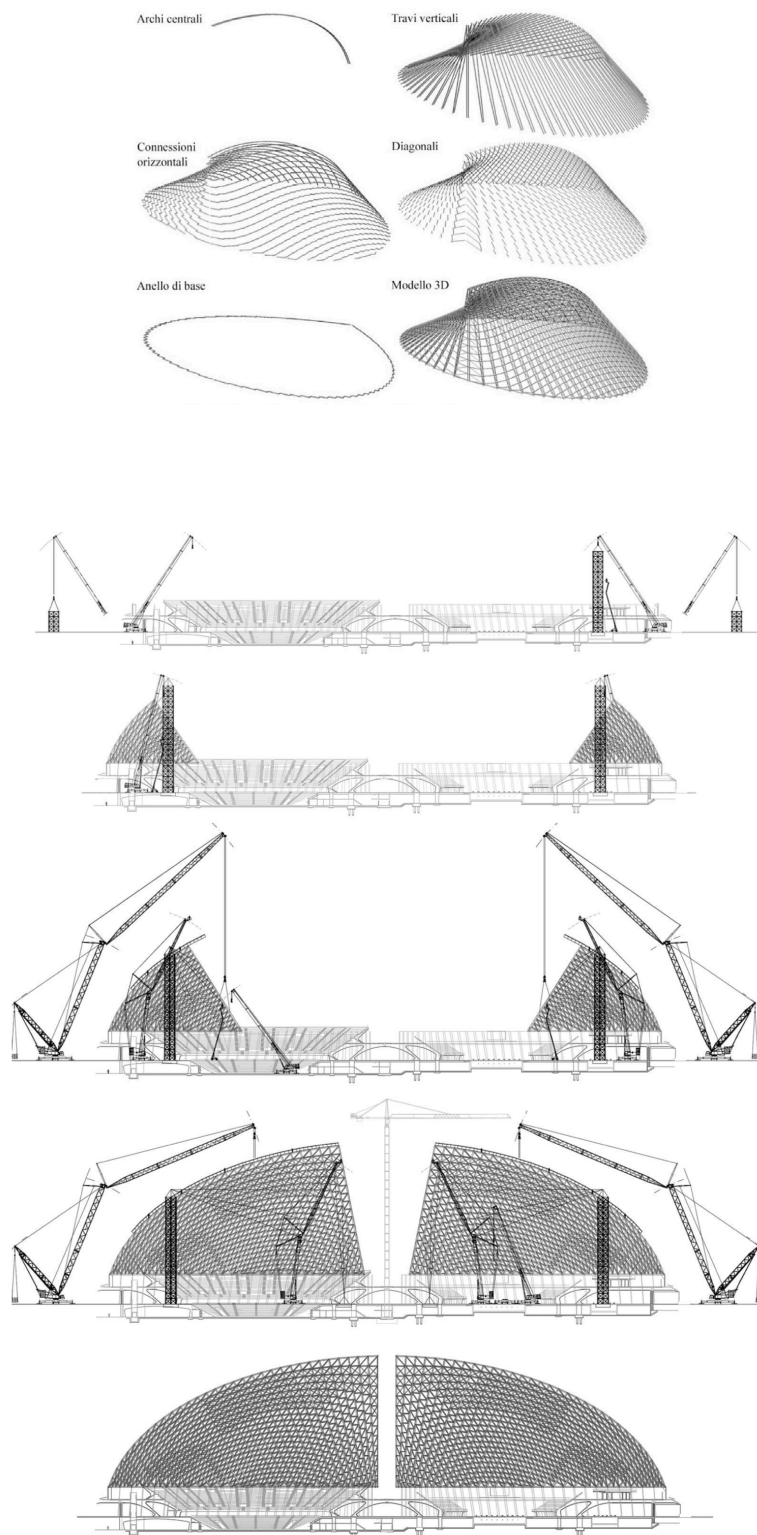 Archi centrali
Travi verticali
Connessioni
orizzontali
Diagonali
Anello di base
Modello 3D